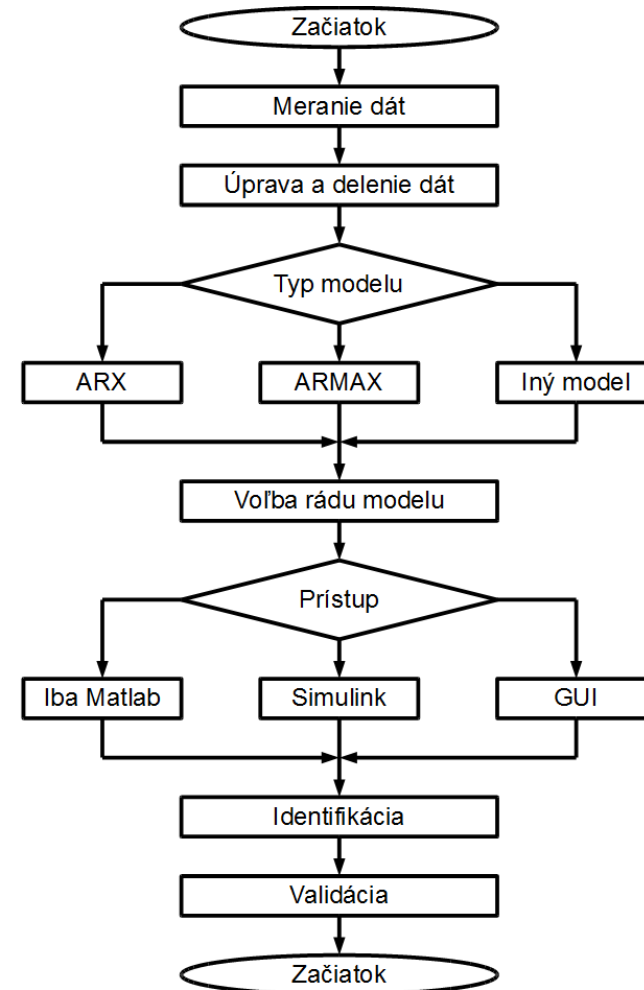 Začiatok
Meranie dát
Úprava a delenie dát
Typ modelu
ARX
ARMAX
Iný model
Voľba rádu modelu
Prístup
Iba Matlab
Simulink
GUI
Identifikácia
Validácia
Začiatok